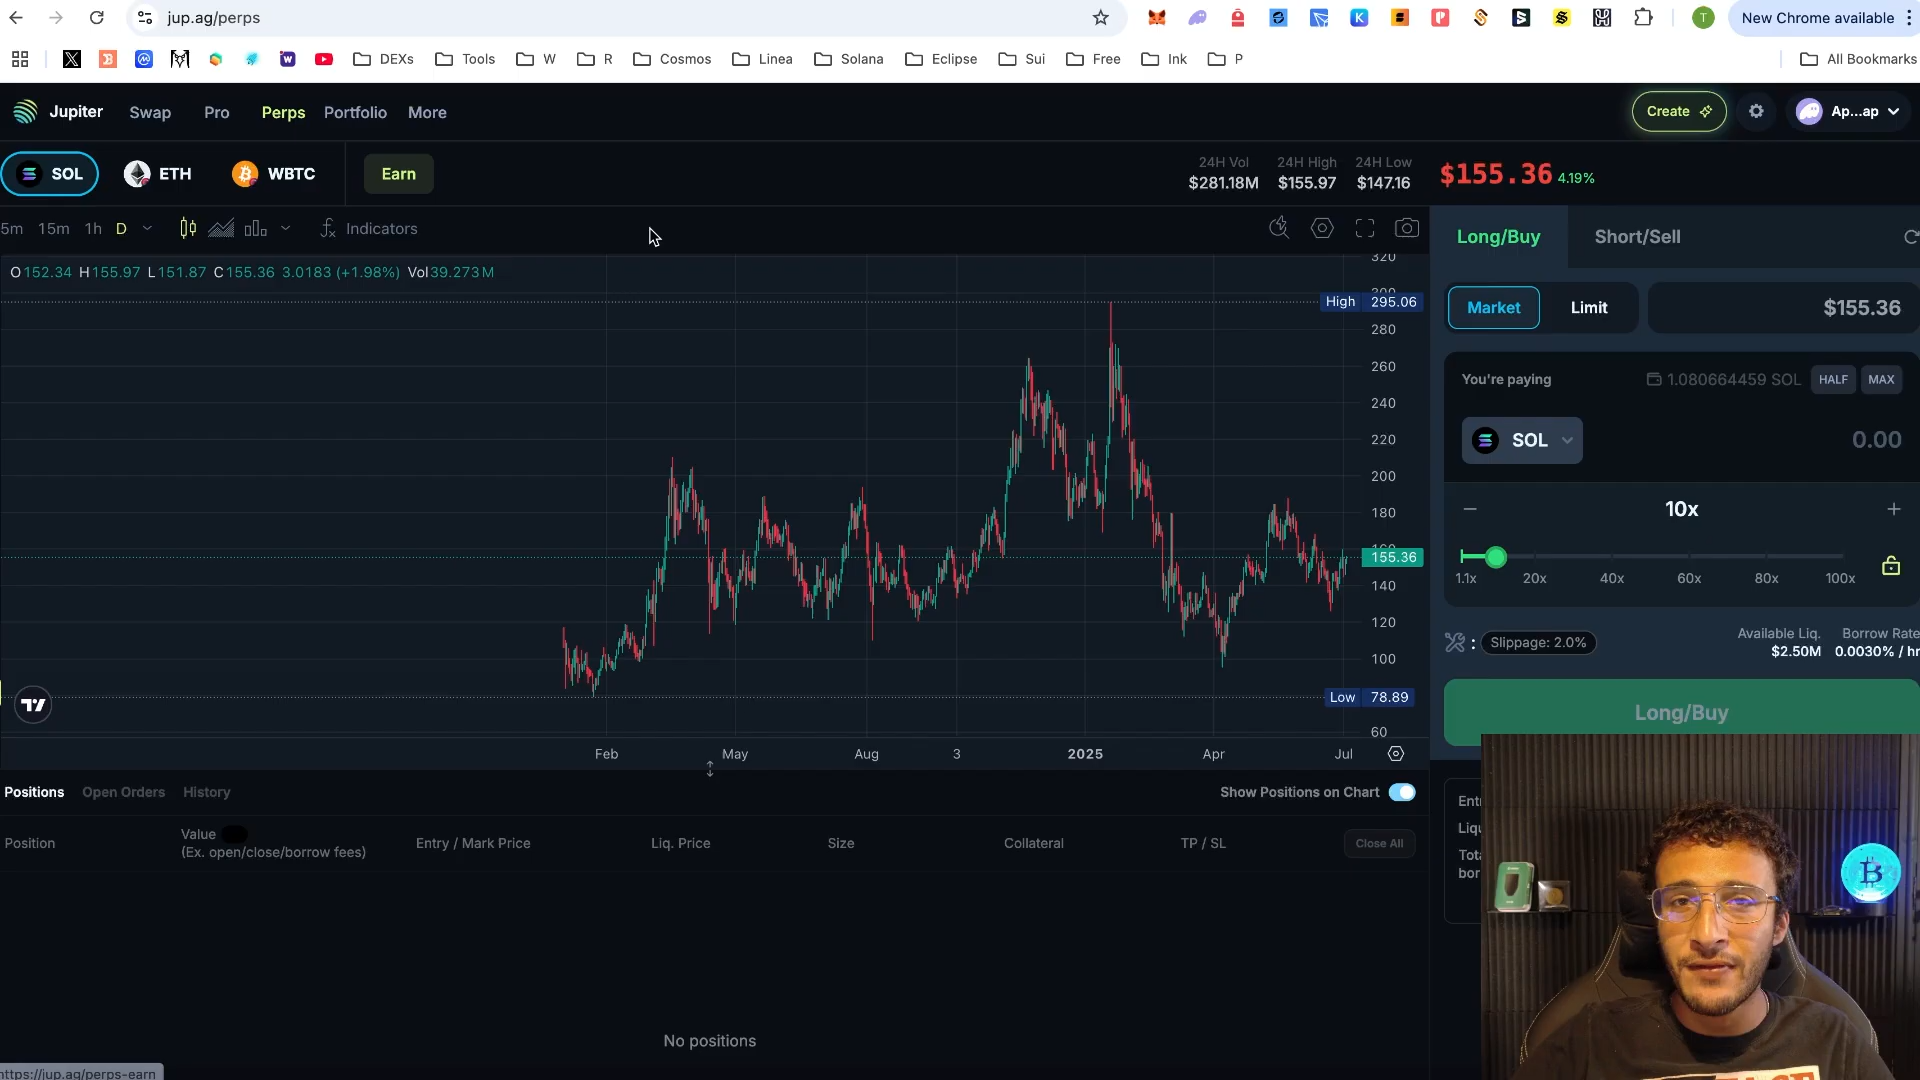 jup.ag/perps
New Chrome available
T
DEXs
Tools
W
R
Cosmos
Linea
Solana
Eclipse
Sui
Free
Ink
P
All Bookmarks
Jupiter
Swap
Pro
Perps
Portfolio
More
Create
Ap...ap
SOL
ETH
WBTC
Earn
24H Vol
$281.18M
24H High
$155.97
24H Low
$147.16
$155.36 4.19%
5m 15m 1h D
Indicators
O152.34 H155.97 L151.87 C155.36 3.0183 (+1.98%) Vol39.273M
320
300
High 295.06
280
260
240
220
200
180
160
155.36
140
120
100
Low 78.89
60
Feb May Aug 3 2025 Apr Jul
Long/Buy
Short/Sell
Market
Limit
$155.36
You're paying
1.080664459 SOL
HALF
MAX
SOL
0.00
10x
1.1x 20x 40x 60x 80x 100x
: Slippage: 2.0%
Available Liq.
$2.50M
Borrow Rate
0.0030% / hr
Long/Buy
Positions
Open Orders
History
Show Positions on Chart
Position
Value
(Ex. open/close/borrow fees)
Entry / Mark Price
Liq. Price
Size
Collateral
TP / SL
Close All
No positions
https://jup.ag/perps-earn